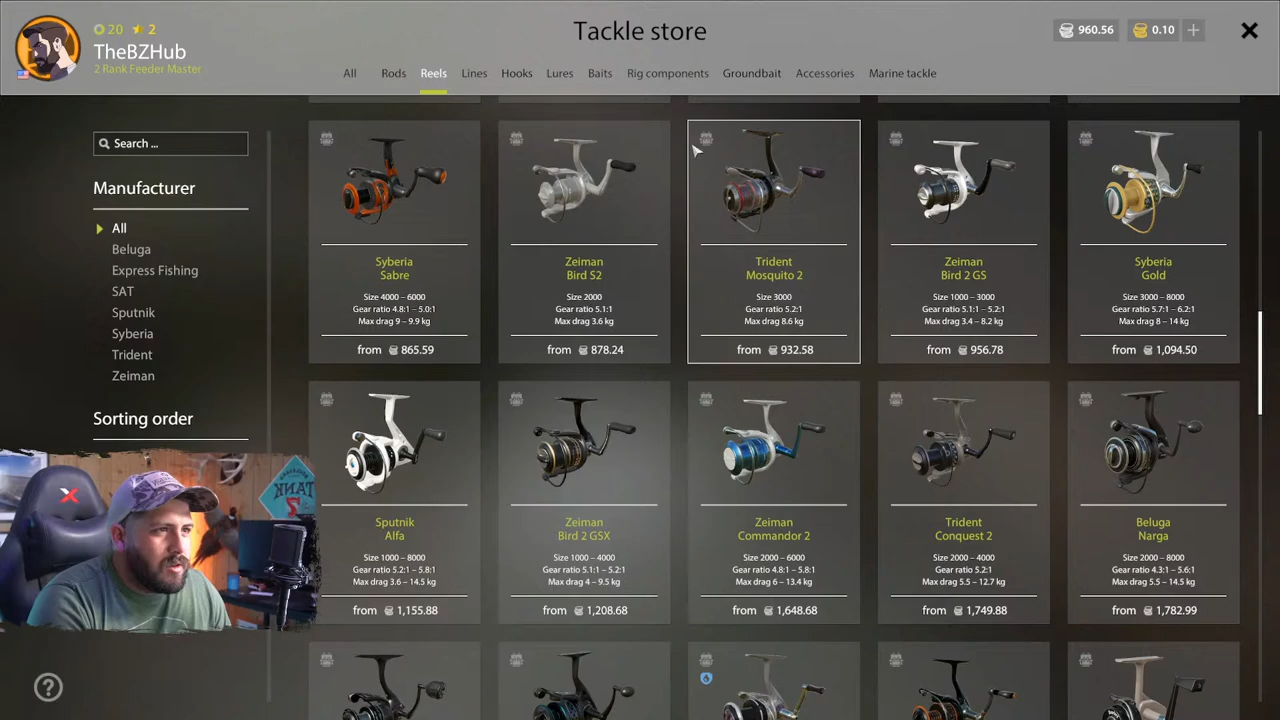 20 2
TheBZHub
2 Rank Feeder Master
Tackle store
960.56 0.10 +
All Rods Reels Lines Hooks Lures Baits Rig components Groundbait Accessories Marine tackle
Search ...
Manufacturer
All
Beluga
Express Fishing
SAT
Sputnik
Syberia
Trident
Zeiman
Sorting order
Syberia
Sabre
Size 4000 – 6000
Gear ratio 4.8:1 – 5.0:1
Max drag 9 – 9.9 kg
from 865.59
Zeiman
Bird S2
Size 2000
Gear ratio 5.1:1
Max drag 3.6 kg
from 878.24
Trident
Mosquito 2
Size 3000
Gear ratio 5.2:1
Max drag 8.6 kg
from 932.58
Zeiman
Bird 2 GS
Size 1000 – 3000
Gear ratio 5.1:1 – 5.2:1
Max drag 3.4 – 8.2 kg
from 956.78
Syberia
Gold
Size 3000 – 8000
Gear ratio 5.7:1 – 6.2:1
Max drag 8 – 14 kg
from 1,094.50
Sputnik
Alfa
Size 1000 – 8000
Gear ratio 5.2:1 – 5.8:1
Max drag 3.6 – 14.5 kg
from 1,155.88
Zeiman
Bird 2 GSX
Size 1000 – 4000
Gear ratio 5.1:1 – 5.2:1
Max drag 4 – 9.5 kg
from 1,208.68
Zeiman
Commandor 2
Size 2000 – 6000
Gear ratio 4.8:1 – 5.8:1
Max drag 6 – 13.4 kg
from 1,648.68
Trident
Conquest 2
Size 2000 – 4000
Gear ratio 5.2:1
Max drag 5.5 – 12.7 kg
from 1,749.88
Beluga
Narga
Size 2000 – 8000
Gear ratio 4.3:1 – 5.6:1
Max drag 5.5 – 14.5 kg
from 1,782.99
?